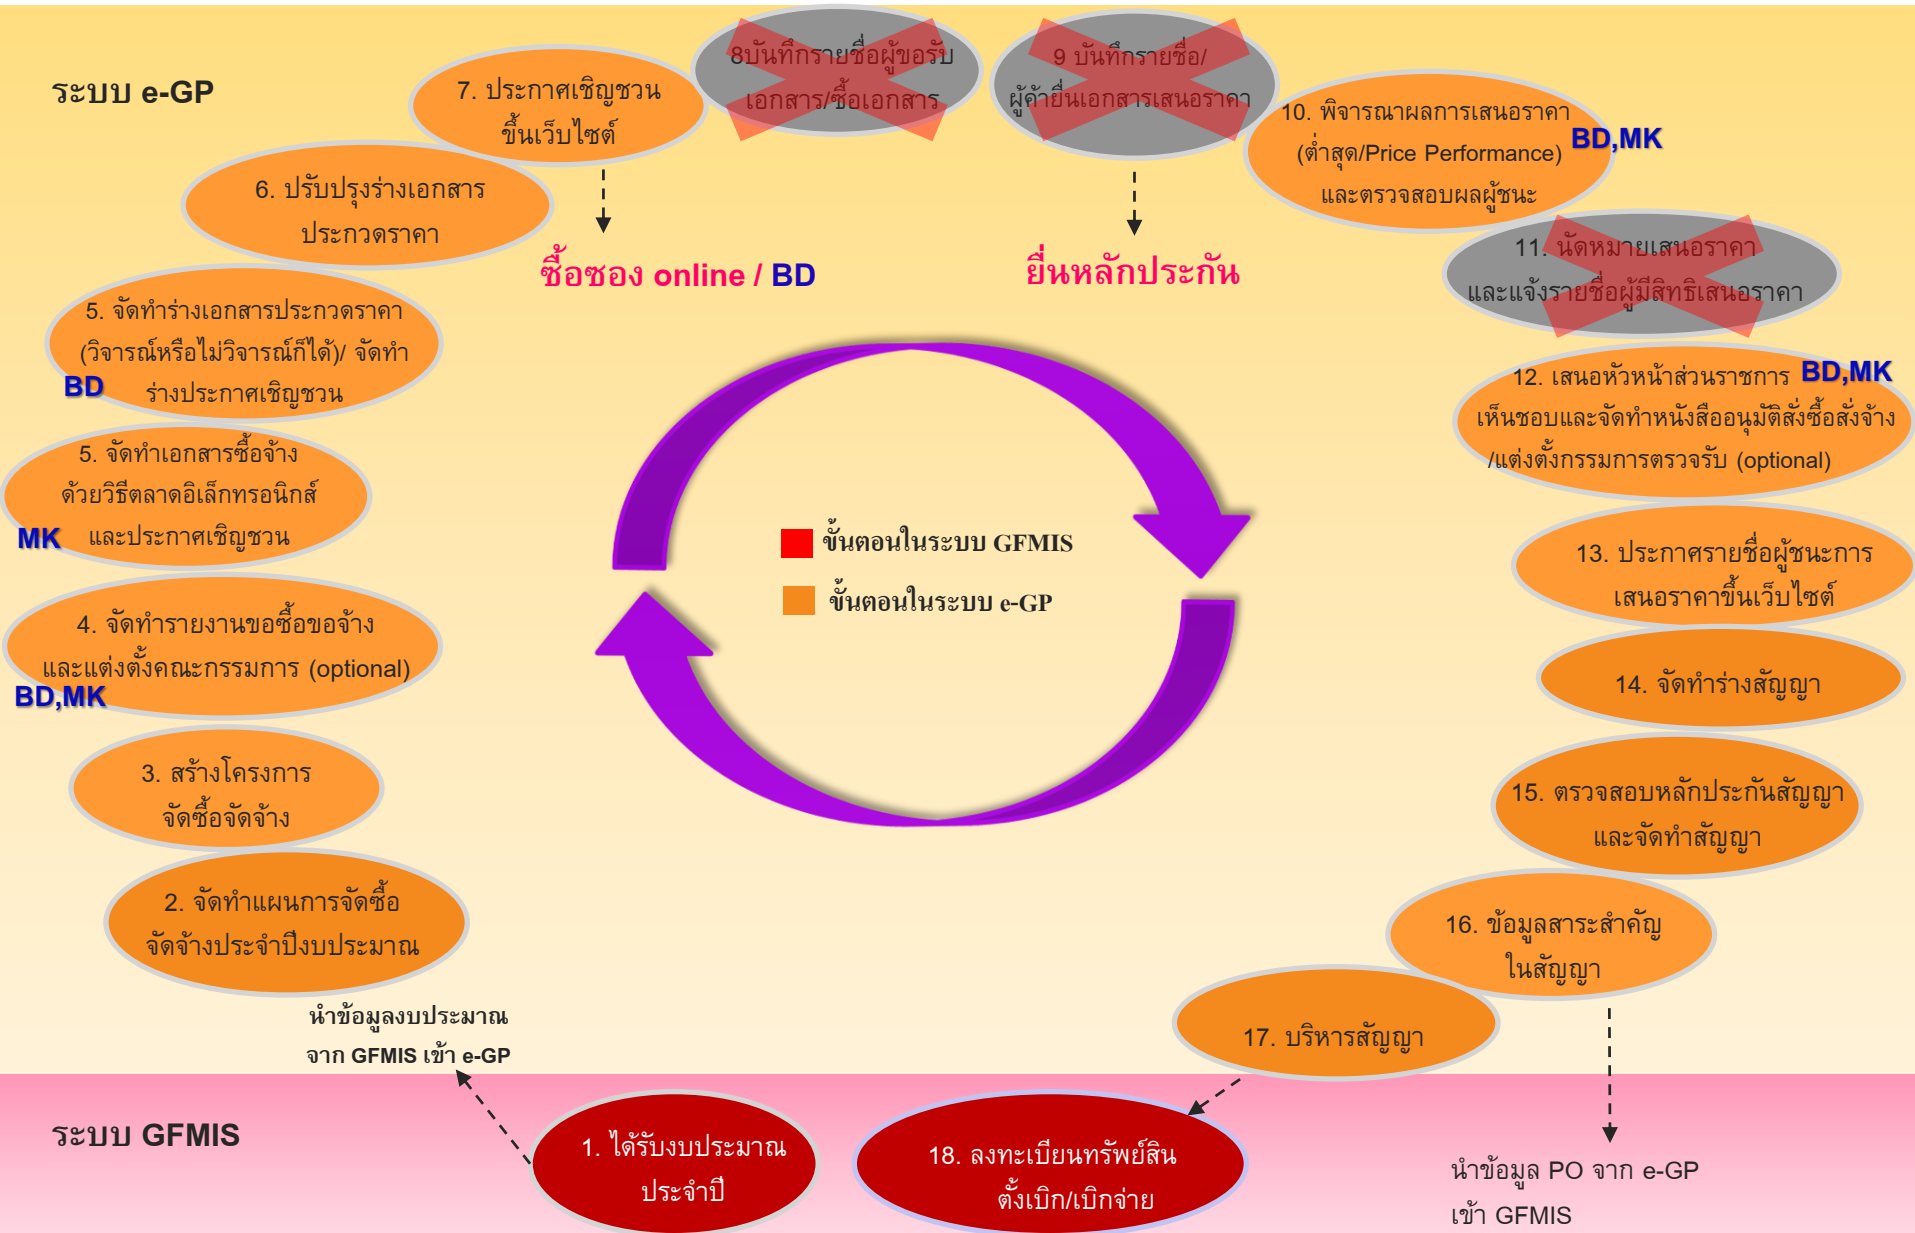 ระบบ e-GP
8บันทึกรายชื่อผู้ขอรับ
เอกสาร/ซื้อเอกสาร
9 บันทึกรายชื่อ/
ผู้ค้ายื่นเอกสารเสนอราคา
7. ประกาศเชิญชวน
ขึ้นเว็บไซต์
10. พิจารณาผลการเสนอราคา
(ต่ำสุด/Price Performance)
และตรวจสอบผลผู้ชนะ
BD,MK
6. ปรับปรุงร่างเอกสาร
ประกวดราคา
ซื้อซอง online / BD
ยื่นหลักประกัน
11. นัดหมายเสนอราคา
และแจ้งรายชื่อผู้มีสิทธิเสนอราคา
5. จัดทำร่างเอกสารประกวดราคา
(วิจารณ์หรือไม่วิจารณ์ก็ได้)/ จัดทำ
ร่างประกาศเชิญชวน
BD
12. เสนอหัวหน้าส่วนราชการ
เห็นชอบและจัดทำหนังสืออนุมัติสั่งซื้อสั่งจ้าง
/แต่งตั้งกรรมการตรวจรับ (optional)
BD,MK
5. จัดทำเอกสารซื้อจ้าง
ด้วยวิธีตลาดอิเล็กทรอนิกส์
และประกาศเชิญชวน
MK
ขั้นตอนในระบบ GFMIS
ขั้นตอนในระบบ e-GP
13. ประกาศรายชื่อผู้ชนะการ
เสนอราคาขึ้นเว็บไซต์
4. จัดทำรายงานขอซื้อขอจ้าง
และแต่งตั้งคณะกรรมการ (optional)
BD,MK
14. จัดทำร่างสัญญา
3. สร้างโครงการ
จัดซื้อจัดจ้าง
15. ตรวจสอบหลักประกันสัญญา
และจัดทำสัญญา
2. จัดทำแผนการจัดซื้อ
จัดจ้างประจำปีงบประมาณ
16. ข้อมูลสาระสำคัญ
ในสัญญา
นำข้อมูลงบประมาณ
จาก GFMIS เข้า e-GP
17. บริหารสัญญา
ระบบ GFMIS
1. ได้รับงบประมาณ
ประจำปี
18. ลงทะเบียนทรัพย์สิน
ตั้งเบิก/เบิกจ่าย
นำข้อมูล PO จาก e-GP
เข้า GFMIS